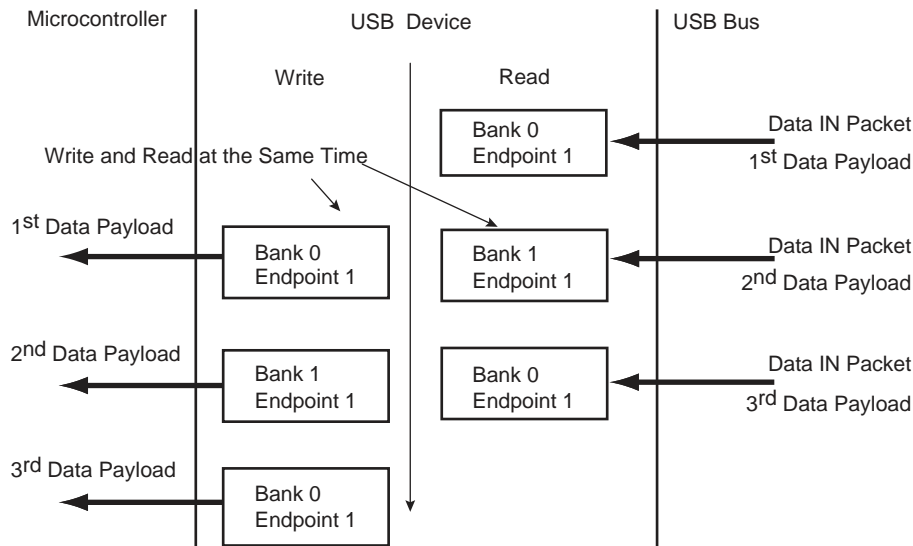 Microcontroller
USB Device
USB Bus
Write
Read
Bank 0
Endpoint 1
Data IN Packet
1st Data Payload
Write and Read at the Same Time
1st Data Payload
Bank 0
Endpoint 1
Bank 1
Endpoint 1
Data IN Packet
2nd Data Payload
2nd Data Payload
Bank 1
Endpoint 1
Bank 0
Endpoint 1
Data IN Packet
3rd Data Payload
3rd Data Payload
Bank 0
Endpoint 1